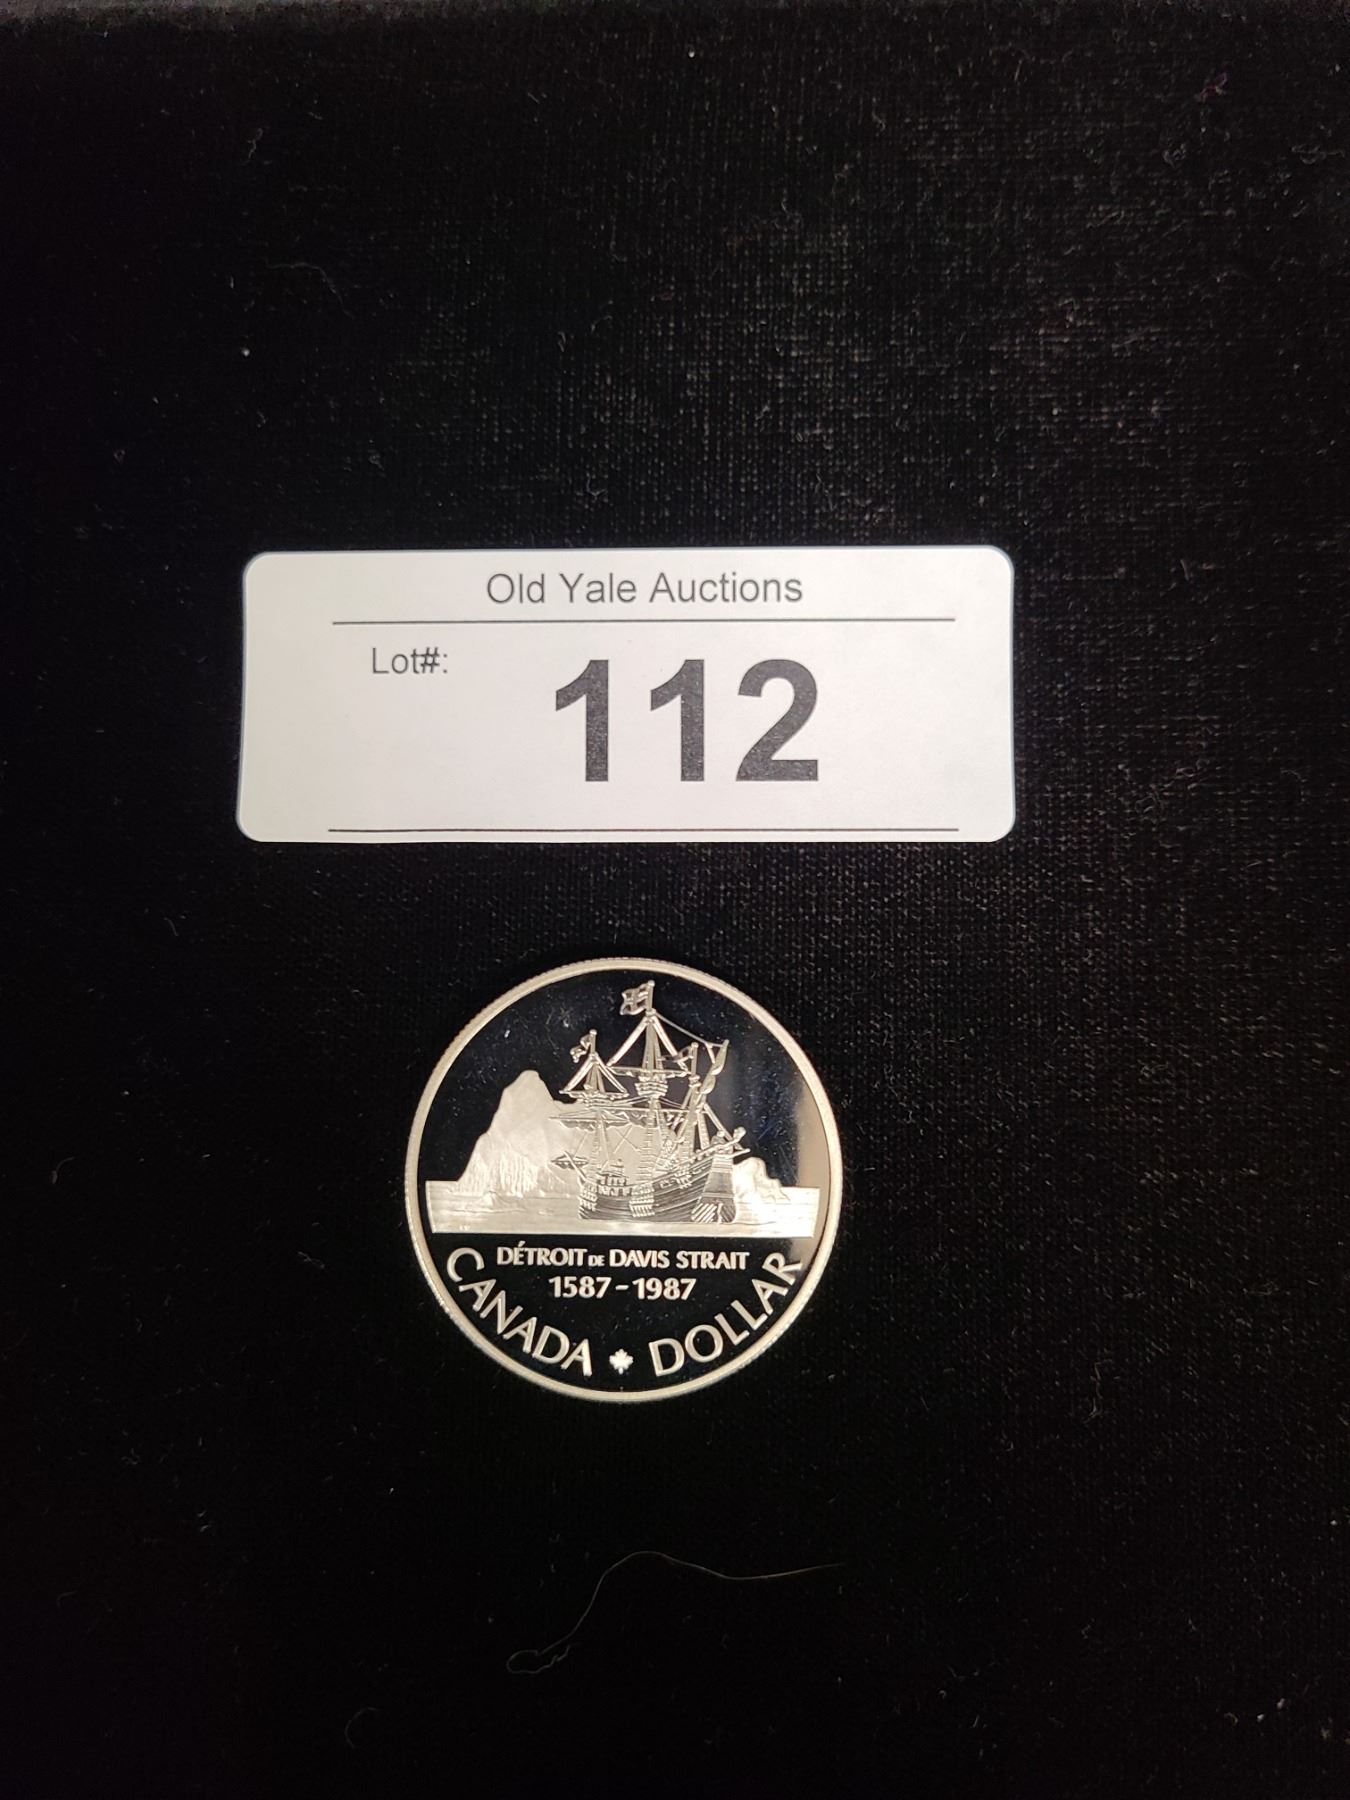 Old Yale Auctions
Lot#:
112
DÉTROIT DE DAVIS STRAIT
1587-1987
CANADA DOLLAR